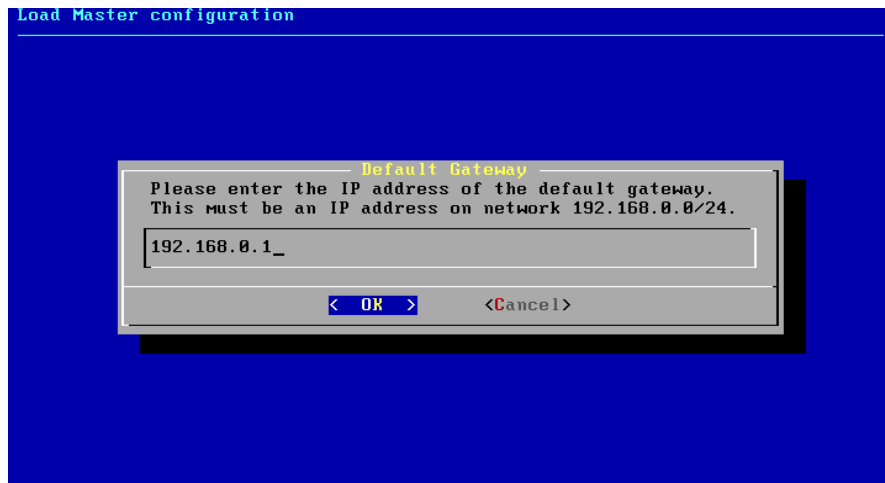 Load Master configuration
Default Gateway
Please enter the IP address of the default gateway.
This must be an IP address on network 192.168.0.0/24.
192.168.0.1_
< OK > <Cancel>